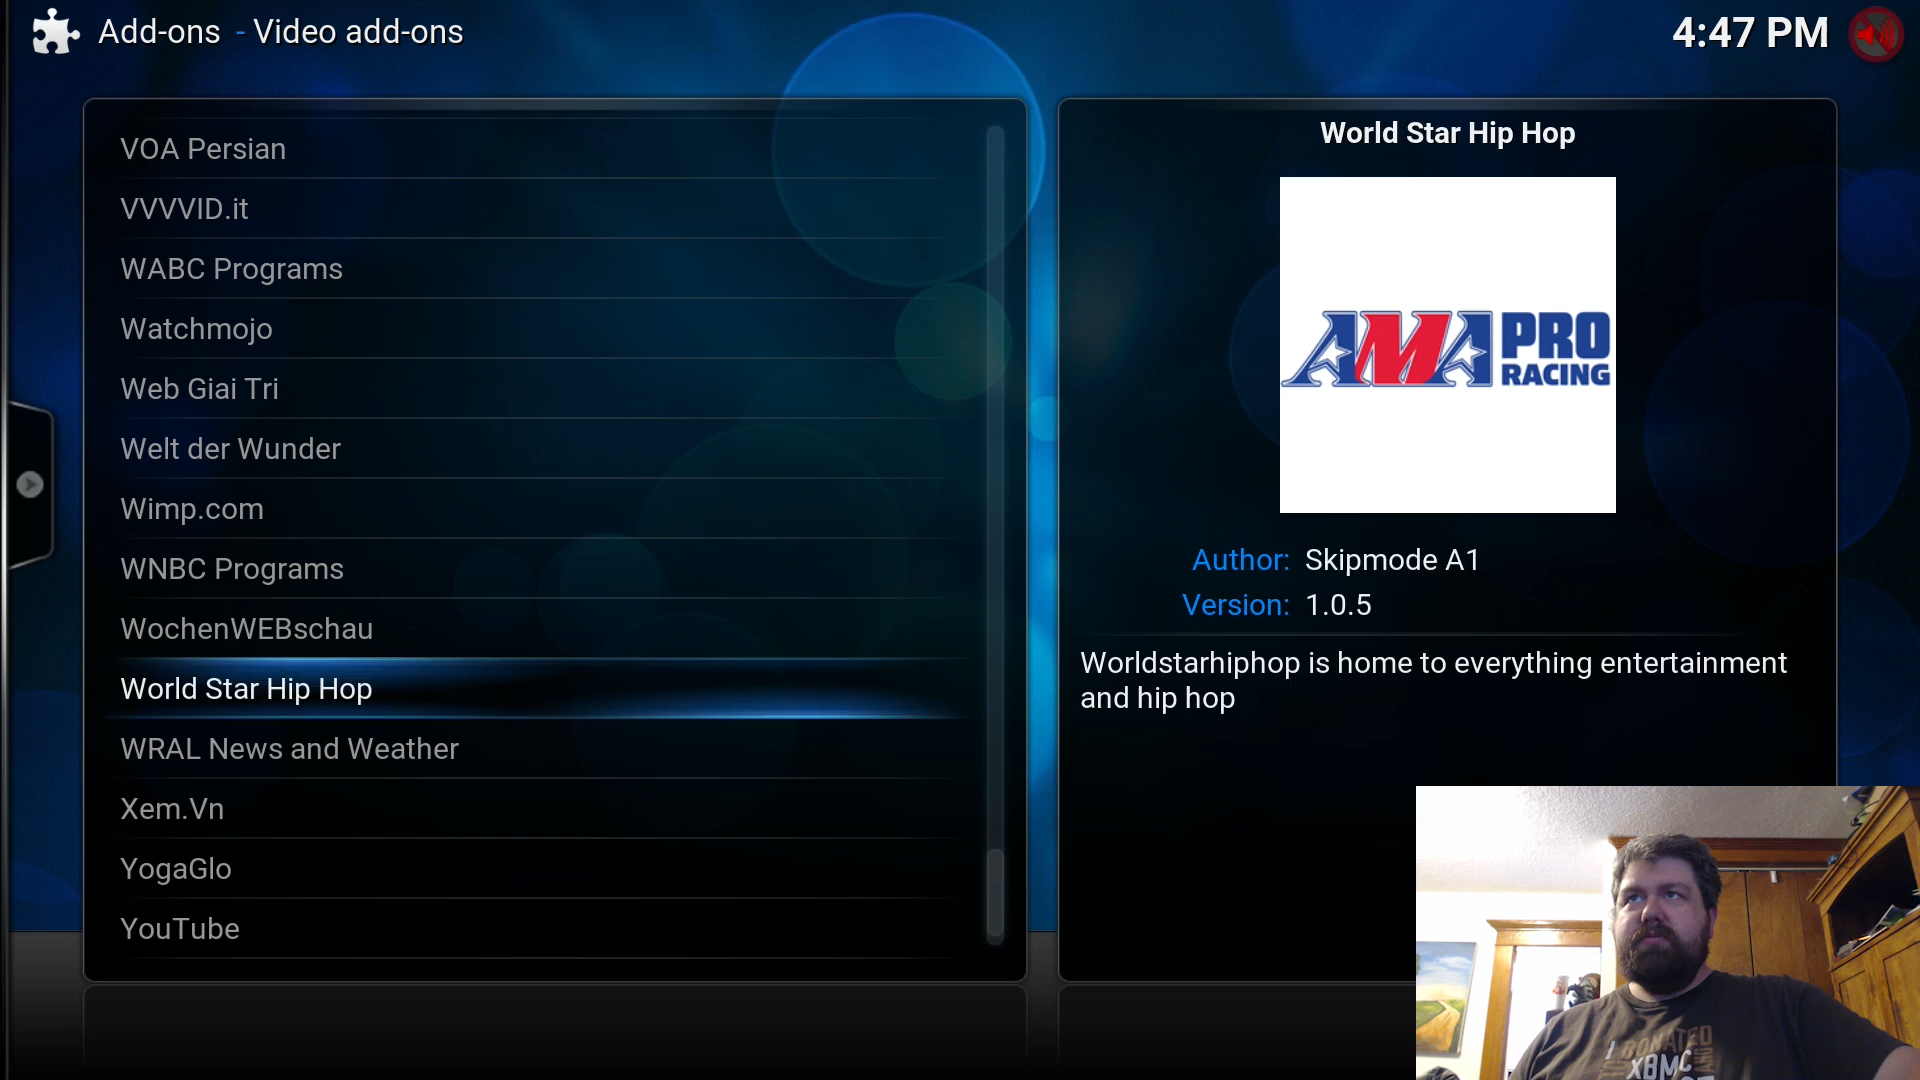 Add-ons - Video add-ons
4:47 PM
VOA Persian
VVVVID.it
WABC Programs
Watchmojo
Web Giai Tri
Welt der Wunder
Wimp.com
WNBC Programs
WochenWEBschau
World Star Hip Hop
WRAL News and Weather
Xem.Vn
YogaGlo
YouTube
World Star Hip Hop
AMA PRO
RACING
Author: Skipmode A1
Version: 1.0.5
Worldstarhiphop is home to everything entertainment
and hip hop
I DONATED
TO XBMC AND